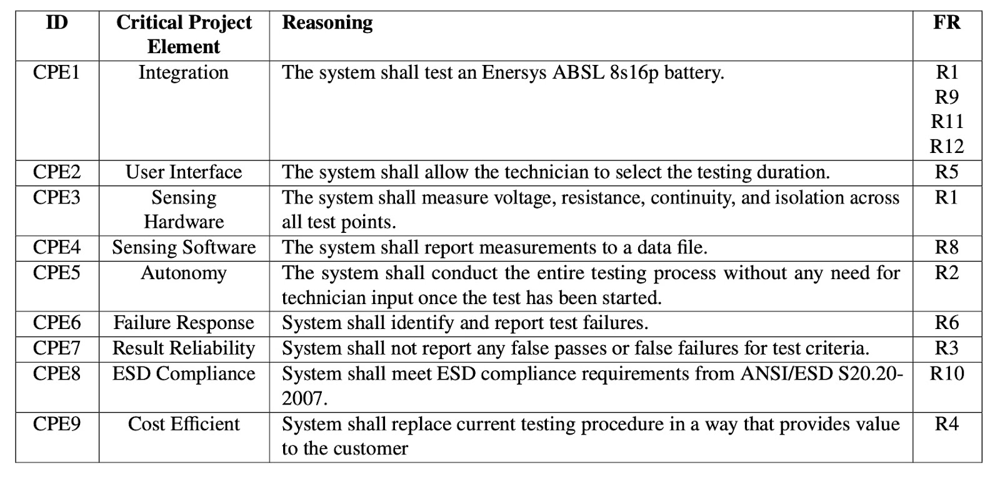 ID Critical Project Element Reasoning FR
CPE1 Integration The system shall test an Enersys ABSL 8s16p battery. R1
R9
R11
R12
CPE2 User Interface The system shall allow the technician to select the testing duration. R5
CPE3 Sensing Hardware The system shall measure voltage, resistance, continuity, and isolation across R1
all test points.
CPE4 Sensing Software The system shall report measurements to a data file. R8
CPE5 Autonomy The system shall conduct the entire testing process without any need for R2
technician input once the test has been started.
CPE6 Failure Response System shall identify and report test failures. R6
CPE7 Result Reliability System shall not report any false passes or false failures for test criteria. R3
CPE8 ESD Compliance System shall meet ESD compliance requirements from ANSI/ESD S20.20- R10
2007.
CPE9 Cost Efficient System shall replace current testing procedure in a way that provides value R4
to the customer